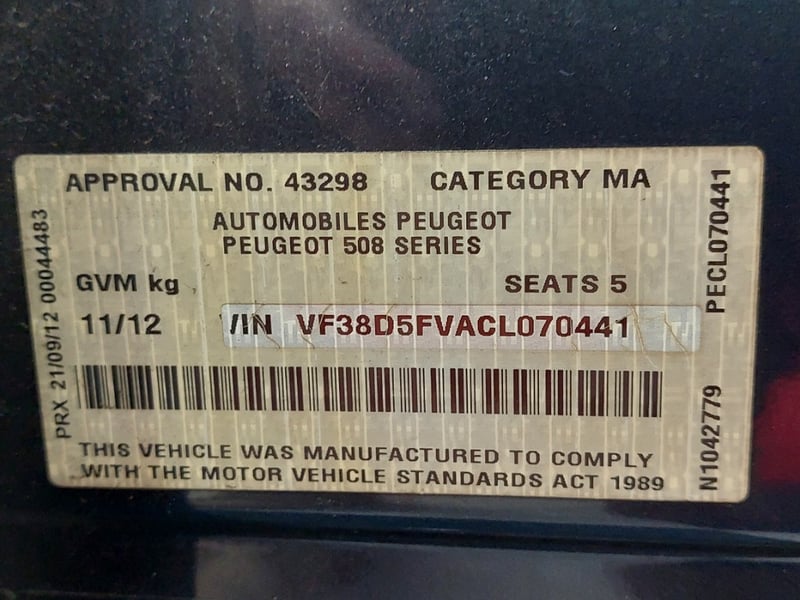 APPROVAL NO. 43298 CATEGORY MA
AUTOMOBILES PEUGEOT
PEUGEOT 508 SERIES
GVM kg SEATS 5
11/12 VIN VF38D5FVACL070441
THIS VEHICLE WAS MANUFACTURED TO COMPLY
WITH THE MOTOR VEHICLE STANDARDS ACT 1989
PRX 21/09/12 00044483
PECL070441
N1042779